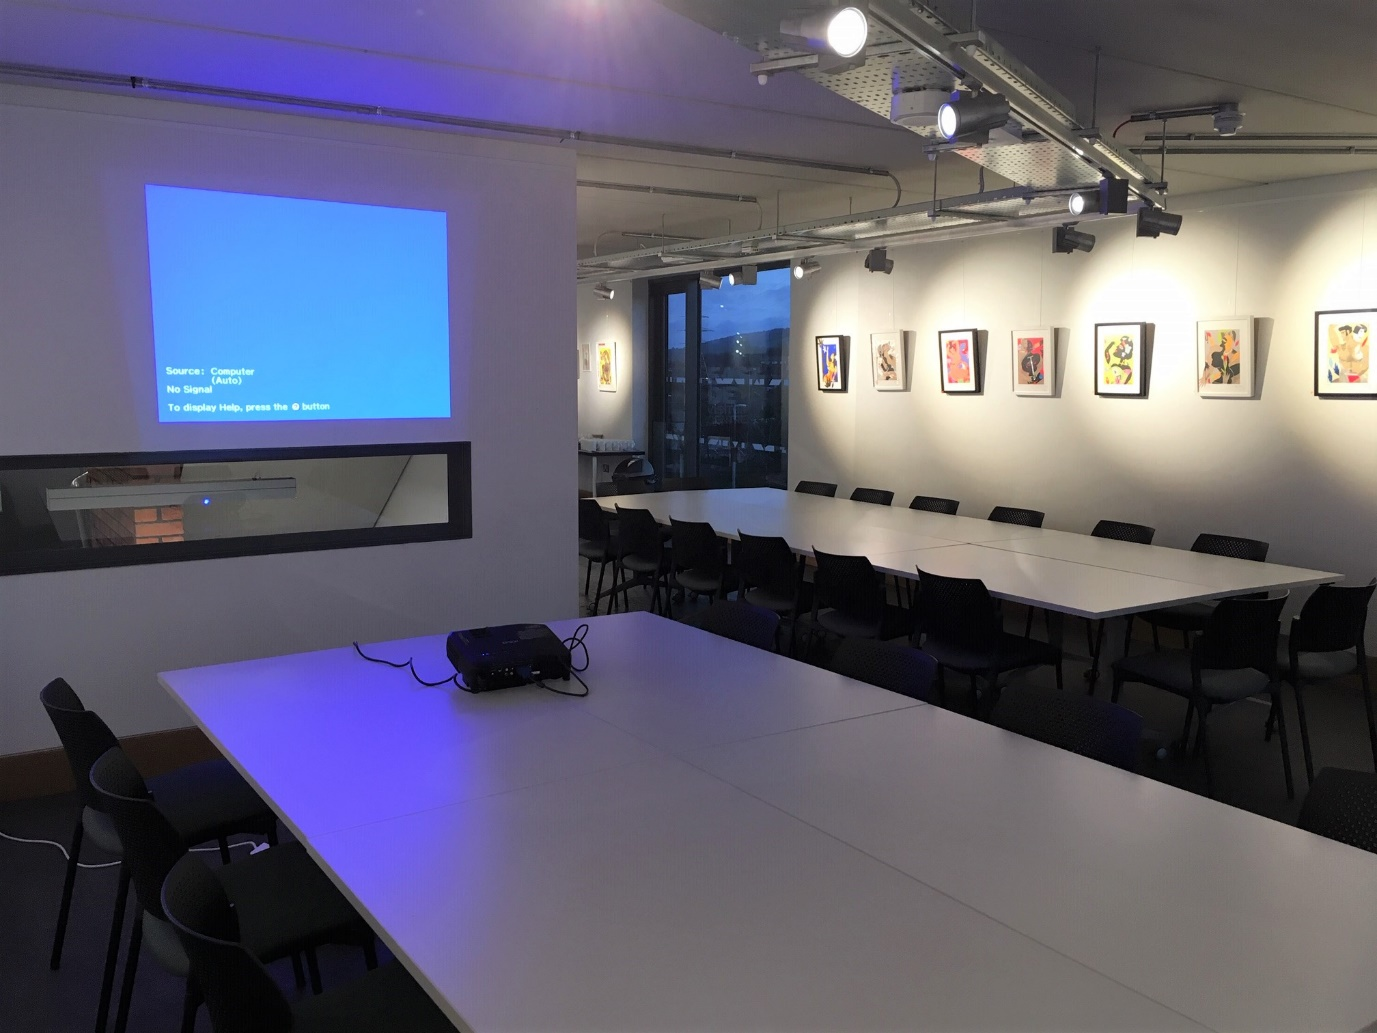 Source: Computer
(Auto)
No Signal
To display Help, press the button